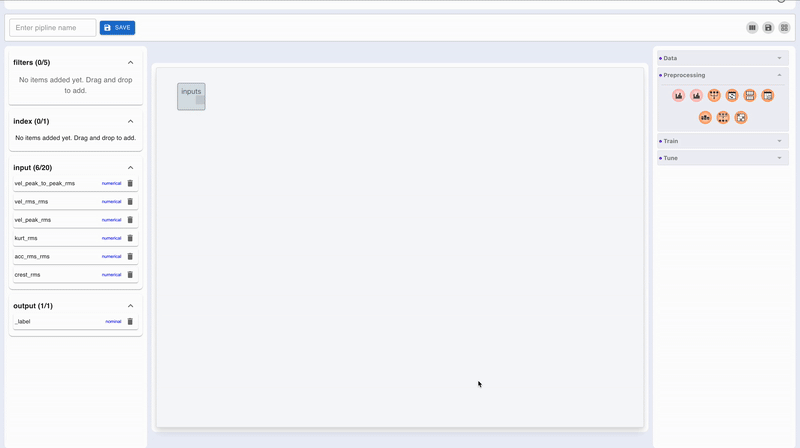 Enter pipline name
SAVE
filters (0/5)
No items added yet. Drag and drop
to add.
index (0/1)
No items added yet. Drag and drop to add.
input (6/20)
vel_peak_to_peak_rms numerical
vel_rms_rms numerical
vel_peak_rms numerical
kurt_rms numerical
acc_rms_rms numerical
crest_rms numerical
output (1/1)
_label nominal
inputs
Data
Preprocessing
Train
Tune